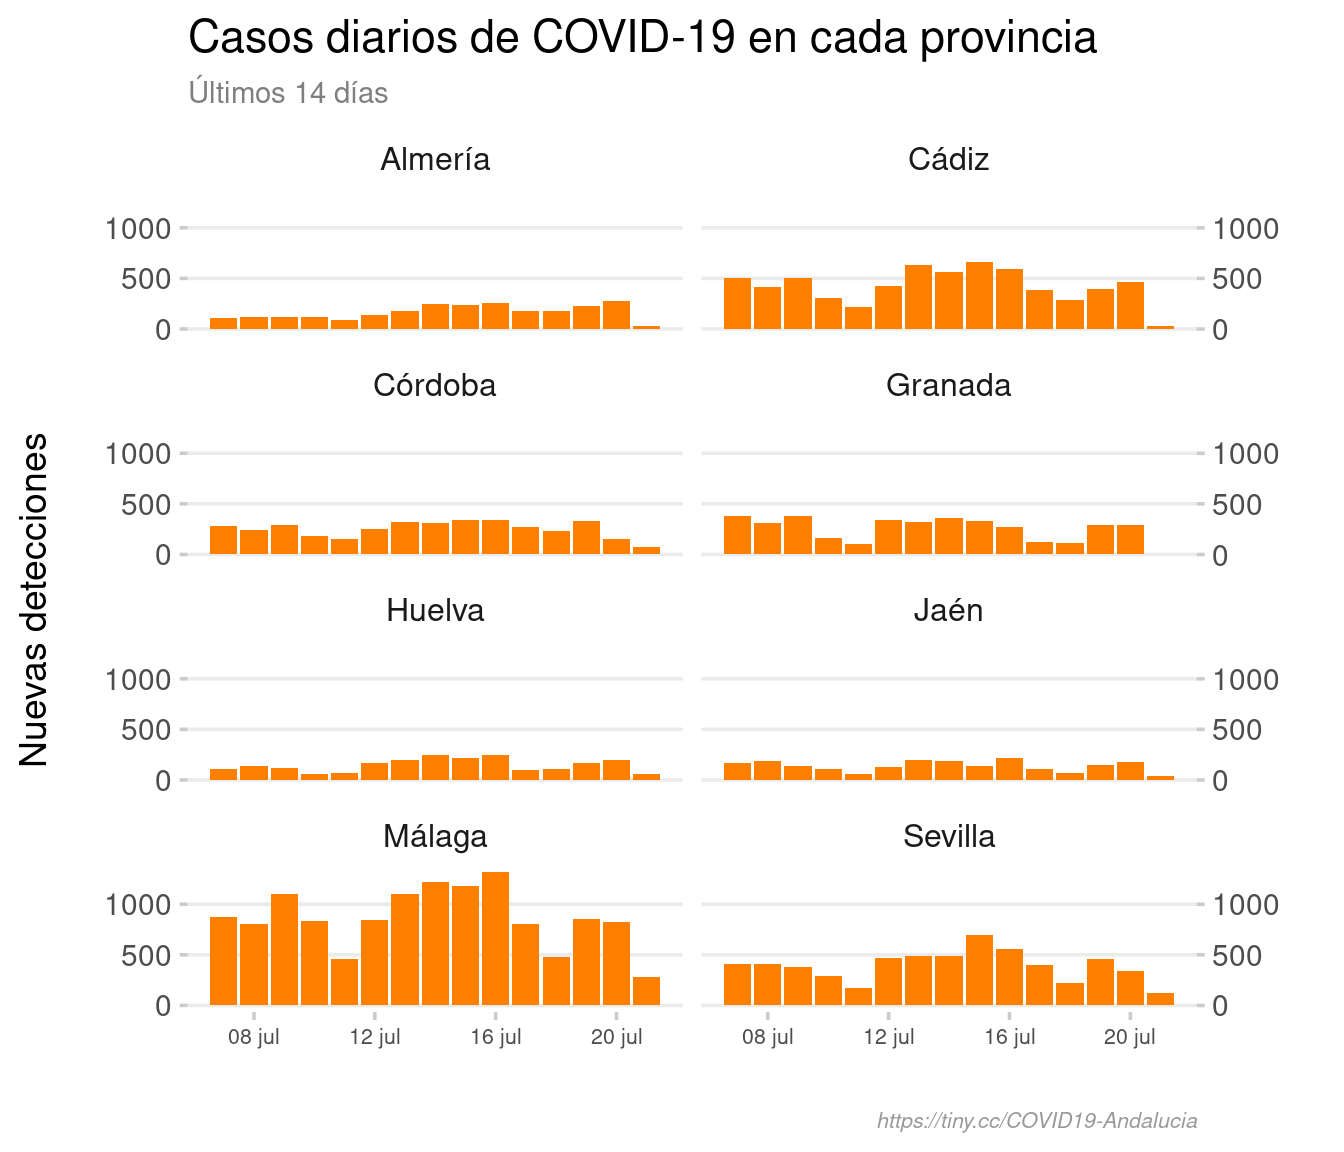 Casos diarios de COVID-19 en cada provincia
Últimos 14 días
Nuevas detecciones
Almería
Cádiz
1000
500
0
1000
500
0
Córdoba
Granada
1000
500
0
1000
500
0
Huelva
Jaén
1000
500
0
1000
500
0
Málaga
Sevilla
1000
500
0
1000
500
0
08 jul 12 jul 16 jul 20 jul
08 jul 12 jul 16 jul 20 jul
https://tiny.cc/COVID19-Andalucia